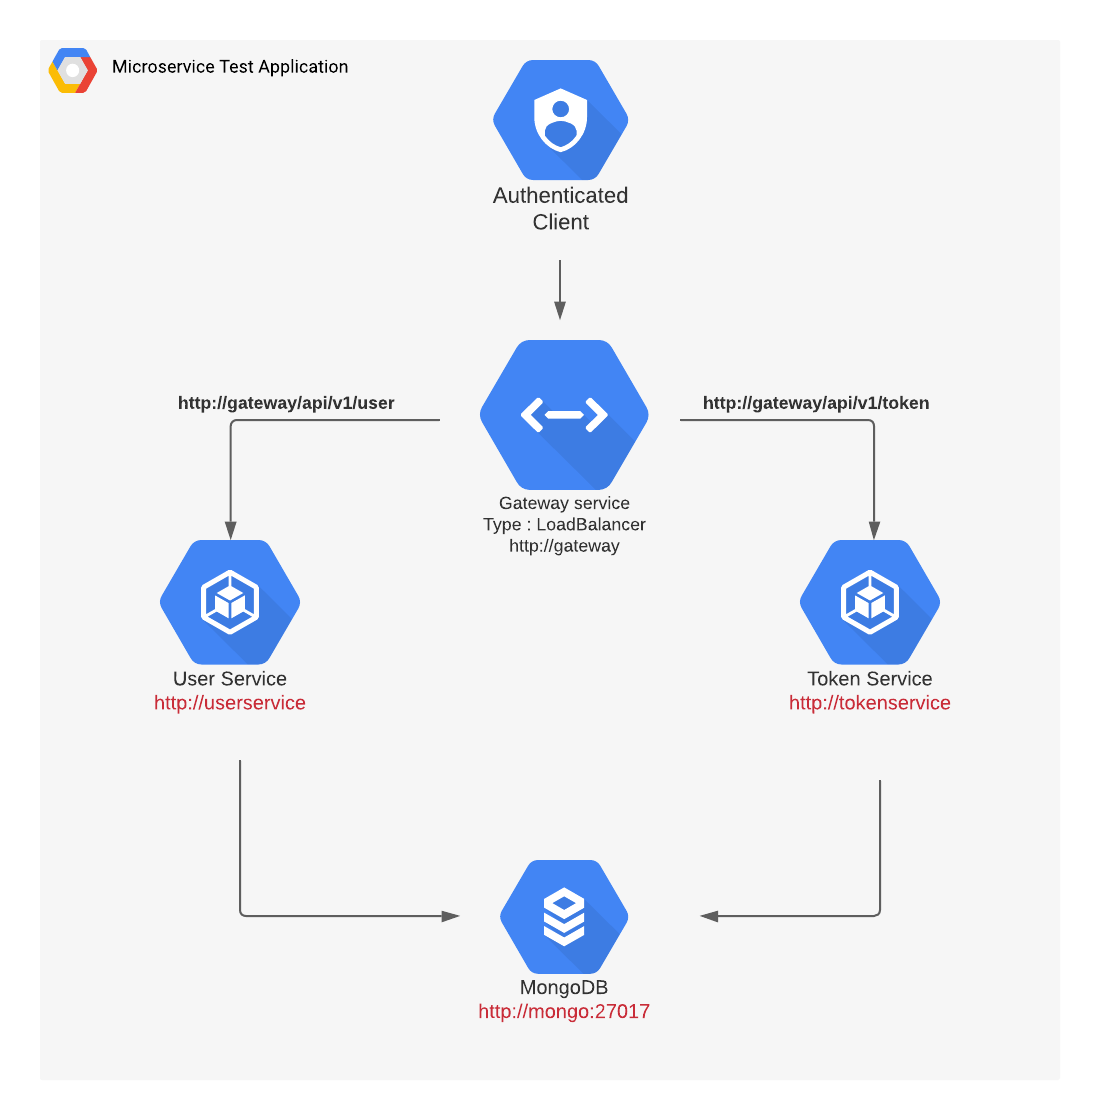 Microservice Test Application
Authenticated
Client
http://gateway/api/v1/user
http://gateway/api/v1/token
Gateway service
Type : LoadBalancer
http://gateway
User Service
http://userservice
Token Service
http://tokenservice
MongoDB
http://mongo:27017